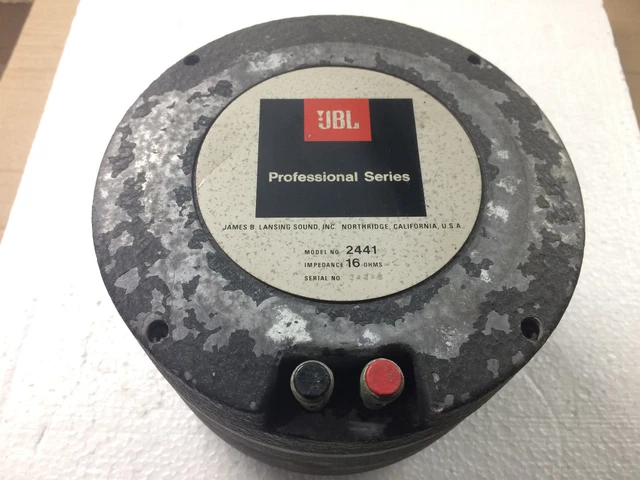 JBL
Professional Series
JAMES B. LANSING SOUND, INC. NORTHRIDGE, CALIFORNIA, U.S.A.
MODEL NO. 2441
IMPEDANCE 16 OHMS
SERIAL NO.